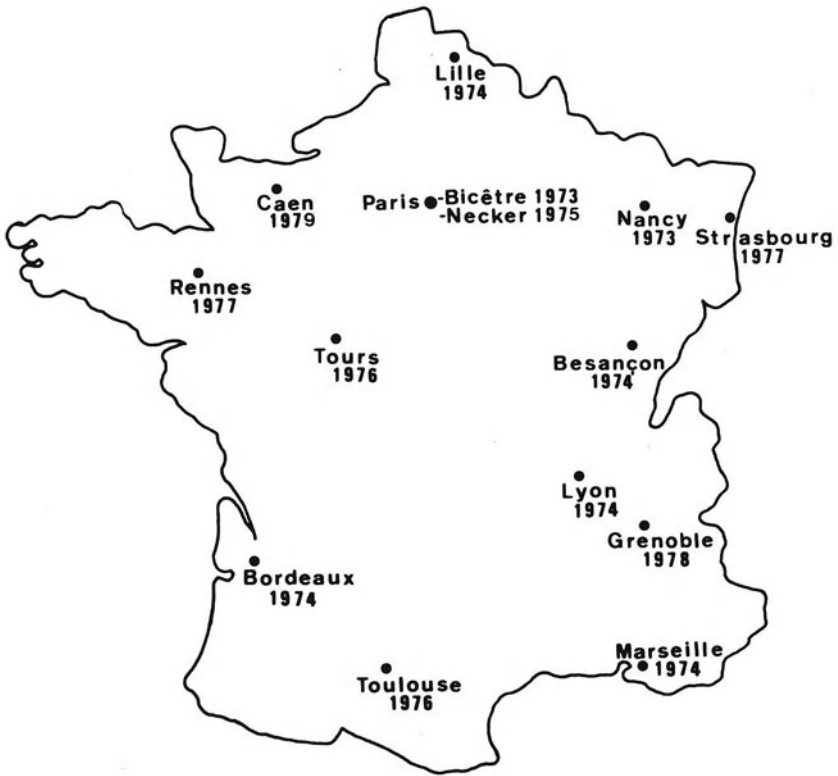 Lille
1974
Caen
1979
Paris -Bicêtre 1973
-Necker 1975
Nancy
1973
Strasbourg
1977
Rennes
1977
Tours
1976
Besançon
1974
Lyon
1974
Grenoble
1978
Bordeaux
1974
Marseille
1974
Toulouse
1976